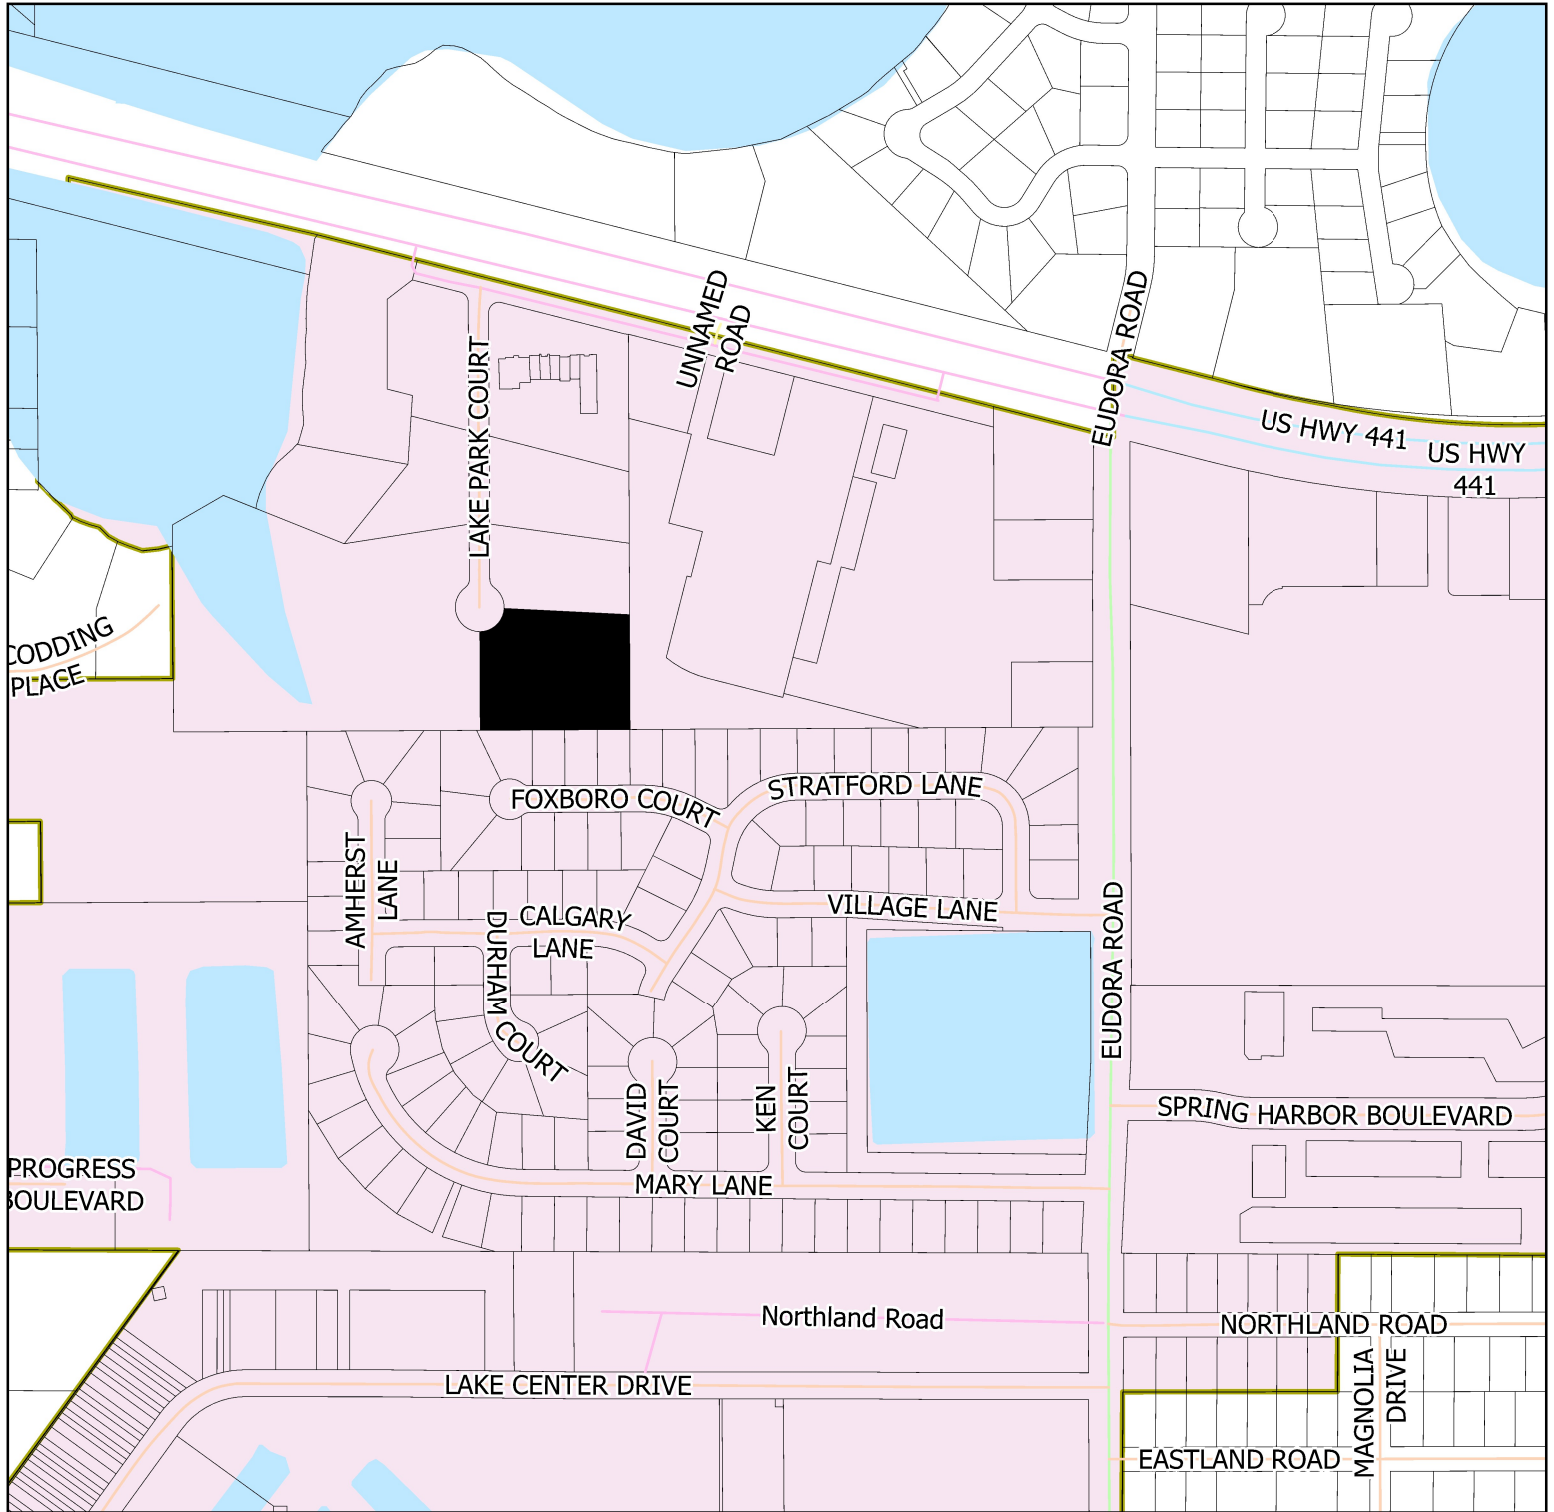 UNNAMED
ROAD
EUDORA ROAD
LAKE PARK COURT
US HWY 441
US HWY
441
CODDING
PLACE
FOXBORO COURT
STRATFORD LANE
AMHERST
LANE
VILLAGE LANE
CALGARY
LANE
DURHAM COURT
EUDORA ROAD
DAVID
COURT
KEN
COURT
SPRING HARBOR BOULEVARD
PROGRESS
BOULEVARD
MARY LANE
Northland Road
NORTHLAND ROAD
LAKE CENTER DRIVE
MAGNOLIA
DRIVE
EASTLAND ROAD